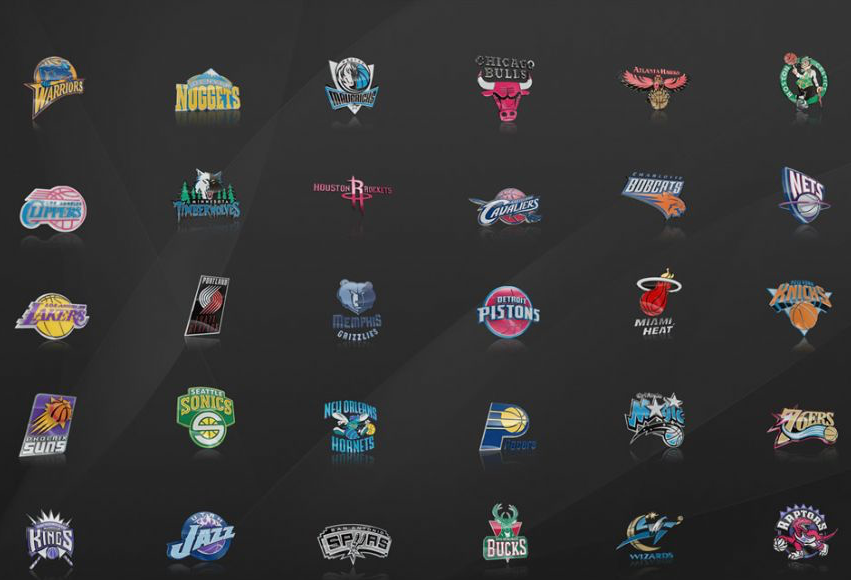 WARRIORS
NUGGETS
MAVERICKS
CHICAGO
BULLS
ATLANTA HAWKS
CLIPPERS
MINNESOTA
TIMBERWOLVES
HOUSTON ROCKETS
CAVALIERS
CHARLOTTE
BOBCATS
NETS
LOS ANGELES
LAKERS
PORTLAND
MEMPHIS
GRIZZLIES
DETROIT
PISTONS
MIAMI
HEAT
NEW YORK
KNICKS
PHOENIX
SUNS
SEATTLE
SONICS
NEW ORLEANS
HORNETS
Pacers
Magic
76ERS
KINGS
JAZZ
SAN ANTONIO
SPURS
BUCKS
WIZARDS
RAPTORS